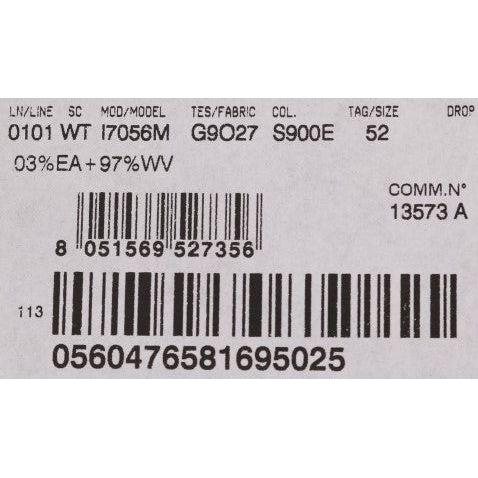 LN/LINE SC MOD/MODEL TES/FABRIC COL. TAG/SIZE DROP
0101 WT I7056M G9O27 S900E 52
03%EA+97%WV
COMM.N°
13573 A
8 051569 527356
113
0560476581695025